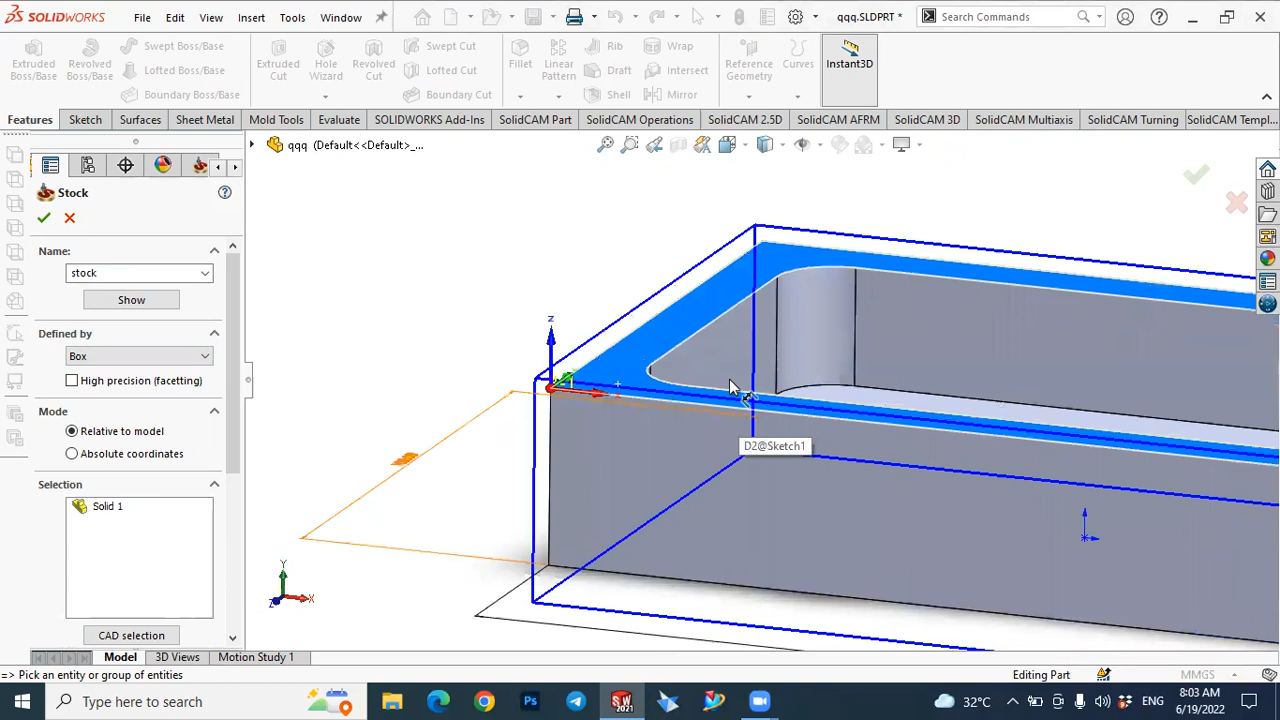 SOLIDWORKS File Edit View Insert Tools Window qqq.SLDPRT * Search Commands
Extruded Boss/Base
Revolved Boss/Base
Swept Boss/Base
Lofted Boss/Base
Boundary Boss/Base
Extruded Cut
Hole Wizard
Revolved Cut
Swept Cut
Lofted Cut
Boundary Cut
Fillet
Linear Pattern
Rib
Draft
Shell
Wrap
Intersect
Mirror
Reference Geometry
Curves
Instant3D
Features Sketch Surfaces Sheet Metal Mold Tools Evaluate SOLIDWORKS Add-Ins SolidCAM Part SolidCAM Operations SolidCAM 2.5D SolidCAM AFRM SolidCAM 3D SolidCAM Multiaxis SolidCAM Turning SolidCAM Templ...
qqq (Default<<Default>_...
Stock
Name:
stock
Show
Defined by
Box
High precision (facetting)
Mode
Relative to model
Absolute coordinates
Selection
Solid 1
CAD selection
z
x
D2@Sketch1
Y
X
Z
Model 3D Views Motion Study 1
=> Pick an entity or group of entities Editing Part MMGS
Type here to search
Ps
SW
2021
32°C
ENG
8:03 AM
6/19/2022